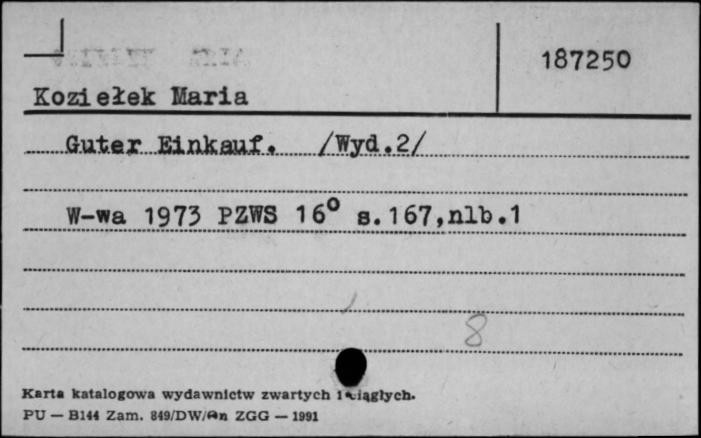 187250
Koziełek Maria
Guter Einkauf. /Wyd.2/
W-wa 1973 PZWS 16° s.167,nlb.1
8
Karta katalogowa wydawnictw zwartych i ciągłych.
PU — B144 Zam. 849/DW/ ZGG — 1991